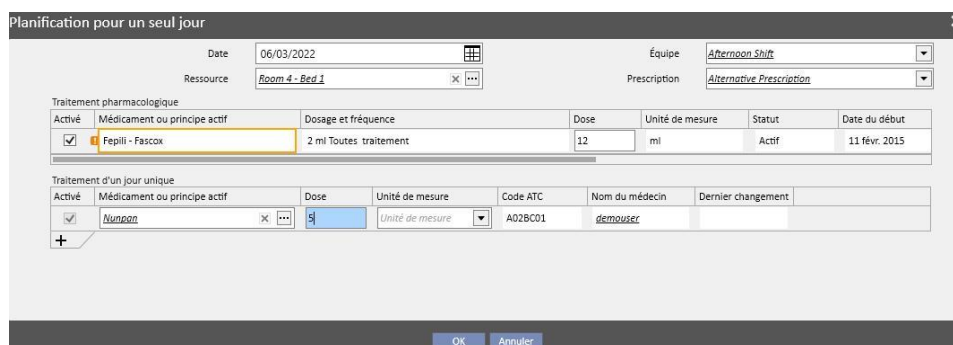 Planification pour un seul jour
Date 06/03/2022 Équipe Afternoon Shift
Ressource Room 4 - Bed 1 Prescription Alternative Prescription
Traitement pharmacologique
Activé Médicament ou principe actif Dosage et fréquence Dose Unité de mesure Statut Date du début
Fepili - Fascox 2 ml Toutes traitement 12 ml Actif 11 févr. 2015
Traitement d'un jour unique
Activé Médicament ou principe actif Dose Unité de mesure Code ATC Nom du médecin Dernier changement
Nunpan 5 Unité de mesure A02BC01 demouser
OK Annuler